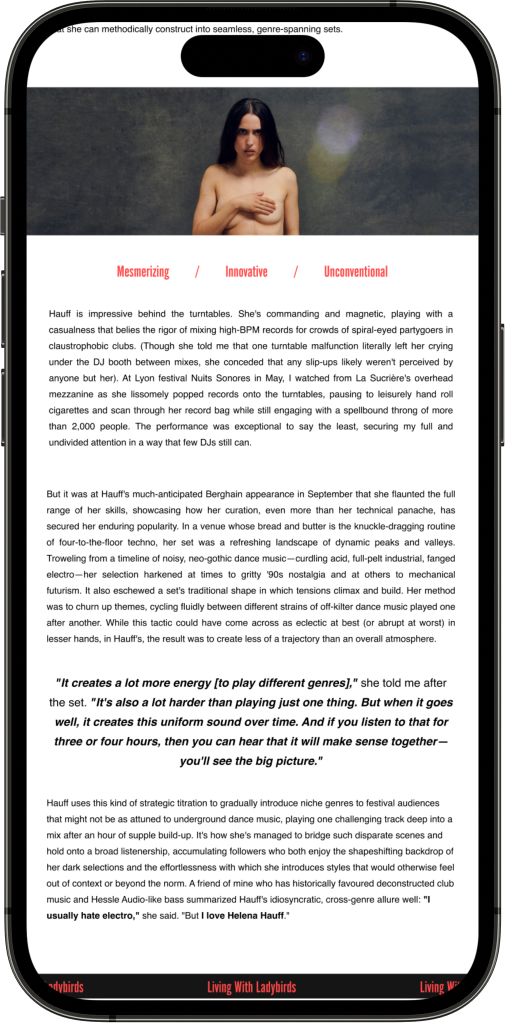 she can methodically construct into seamless, genre-spanning sets.
Mesmerizing / Innovative / Unconventional
Hauff is impressive behind the turntables. She's commanding and magnetic, playing with a
casualness that belies the rigor of mixing high-BPM records for crowds of spiral-eyed partygoers in
claustrophobic clubs. (Though she told me that one turntable malfunction literally left her crying
under the DJ booth between mixes, she conceded that any slip-ups likely weren't perceived by
anyone but her). At Lyon festival Nuits Sonores in May, I watched from La Sucrière's overhead
mezzanine as she lissomely popped records onto the turntables, pausing to leisurely hand roll
cigarettes and scan through her record bag while still engaging with a spellbound throng of more
than 2,000 people. The performance was exceptional to say the least, securing my full and
undivided attention in a way that few DJs still can.
But it was at Hauff's much-anticipated Berghain appearance in September that she flaunted the full
range of her skills, showcasing how her curation, even more than her technical panache, has
secured her enduring popularity. In a venue whose bread and butter is the knuckle-dragging routine
of four-to-the-floor techno, her set was a refreshing landscape of dynamic peaks and valleys.
Troweling from a timeline of noisy, neo-gothic dance music—curdling acid, full-pelt industrial, fanged
electro—her selection harkened at times to gritty '90s nostalgia and at others to mechanical
futurism. It also eschewed a set's traditional shape in which tensions climax and build. Her method
was to churn up themes, cycling fluidly between different strains of off-kilter dance music played one
after another. While this tactic could have come across as eclectic at best (or abrupt at worst) in
lesser hands, in Hauff's, the result was to create less of a trajectory than an overall atmosphere.
"It creates a lot more energy [to play different genres]," she told me after
the set. "It's also a lot harder than playing just one thing. But when it goes
well, it creates this uniform sound over time. And if you listen to that for
three or four hours, then you can hear that it will make sense together—
you'll see the big picture."
Hauff uses this kind of strategic titration to gradually introduce niche genres to festival audiences
that might not be as attuned to underground dance music, playing one challenging track deep into a
mix after an hour of supple build-up. It's how she's managed to bridge such disparate scenes and
hold onto a broad listenership, accumulating followers who both enjoy the shapeshifting backdrop of
her dark selections and the effortlessness with which she introduces styles that would otherwise feel
out of context or beyond the norm. A friend of mine who has historically favoured deconstructed club
music and Hessle Audio-like bass summarized Hauff's idiosyncratic, cross-genre allure well: "I
usually hate electro," she said. "But I love Helena Hauff."
adybirds Living With Ladybirds Living Wi